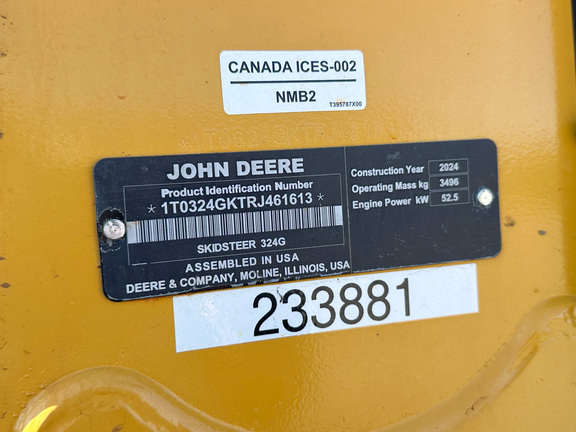 CANADA ICES-002
NMB2
T395787X00
JOHN DEERE
Product Identification Number
* 1T0324GKTRJ461613 *
SKIDSTEER 324G
ASSEMBLED IN USA
DEERE & COMPANY, MOLINE, ILLINOIS, USA
Construction Year 2024
Operating Mass kg 3496
Engine Power kW 52.5
233881